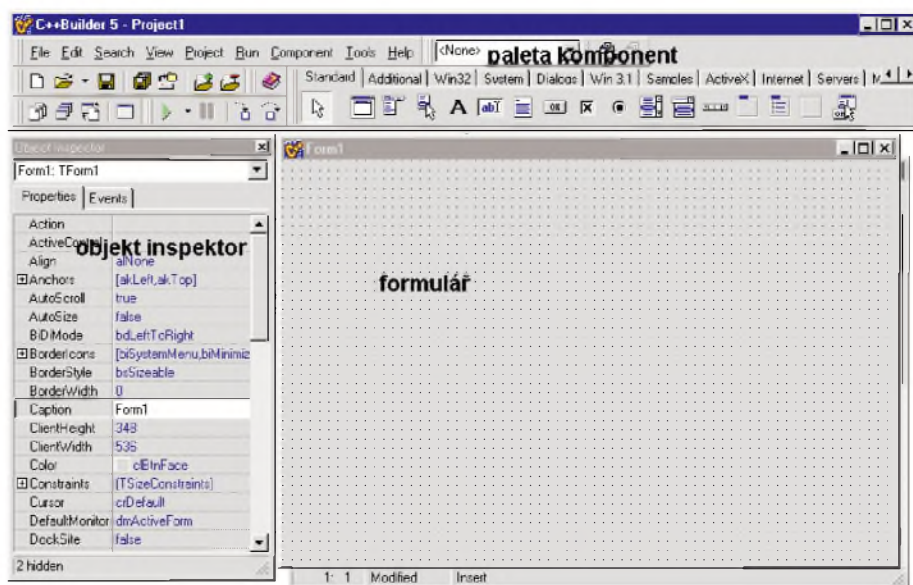 C++Builder 5 - Project1
File Edit Search View Project Run Component Tools Help <None>
paleta komponent
Standard Additional Win32 System Dialogs Win 3.1 Samples ActiveX Internet Servers
Object Inspector
Form1: TForm1
Properties Events
Action
ActiveControl
objekt inspektor
Align alNone
Anchors [akLeft,akTop]
AutoScroll true
AutoSize false
BiDiMode bdLeftToRight
BorderIcons [biSystemMenu,biMinimiz
BorderStyle bsSizeable
BorderWidth 0
Caption Form1
ClientHeight 348
ClientWidth 536
Color clBtnFace
Constraints (TSizeConstraints)
Cursor crDefault
DefaultMonitor dmActiveForm
DockSite false
2 hidden
Form1
formulář
1: 1 Modified Insert